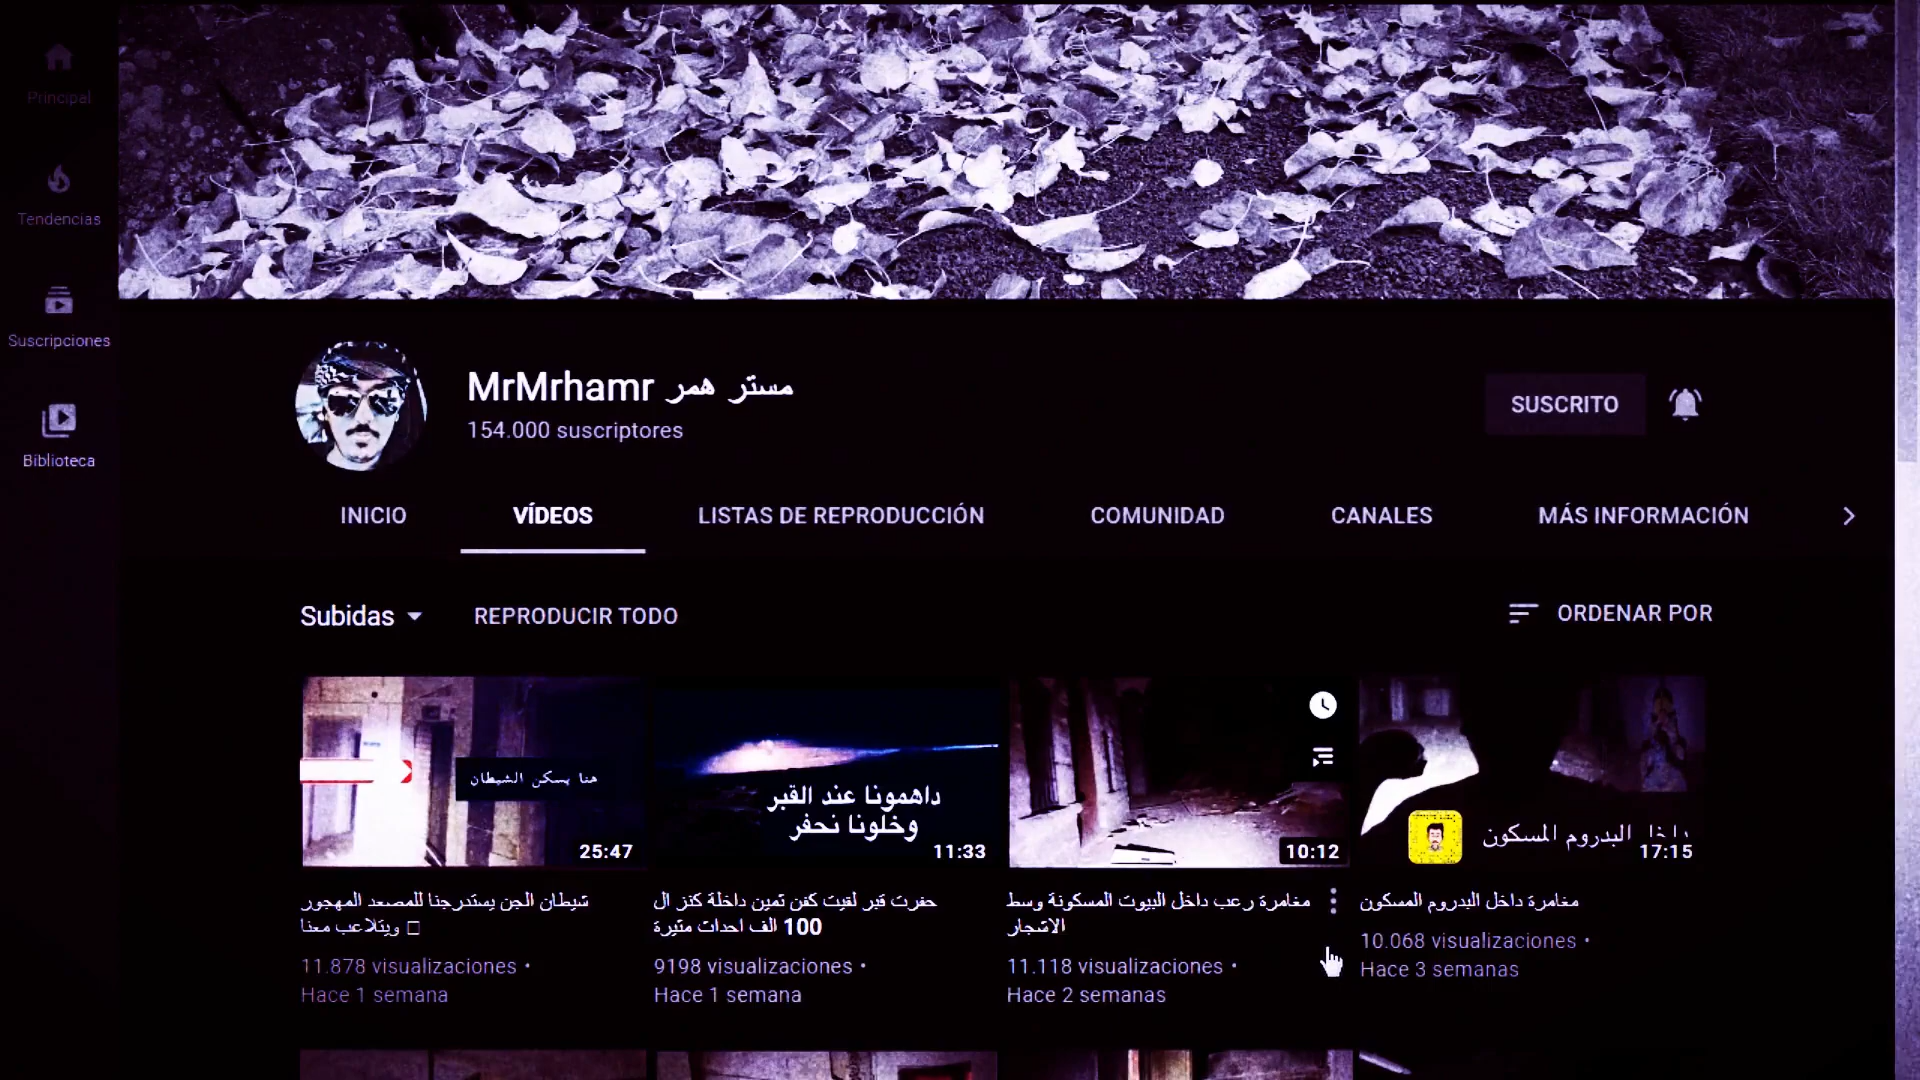 Principal
Tendencias
Suscripciones
Biblioteca
MrMrhamr مستر همر
154.000 suscriptores
SUSCRITO
INICIO
VÍDEOS
LISTAS DE REPRODUCCIÓN
COMUNIDAD
CANALES
MÁS INFORMACIÓN
Subidas
REPRODUCIR TODO
ORDENAR POR
هنا يسكن الشيطان
25:47
داهمونا عند القبر
وخلونا نحفر
11:33
10:12
داخل البدروم المسكون
17:15
شيطان الجن يستدرجنا للمصعد المهجور
ويتلاعب معنا
11.878 visualizaciones •
Hace 1 semana
حفرت قبر لقيت كفن ثمين داخلة كنز ال
100 الف احداث مثيرة
9198 visualizaciones •
Hace 1 semana
مغامرة رعب داخل البيوت المسكونة وسط
الاشجار
11.118 visualizaciones •
Hace 2 semanas
مغامرة داخل البدروم المسكون
10.068 visualizaciones •
Hace 3 semanas